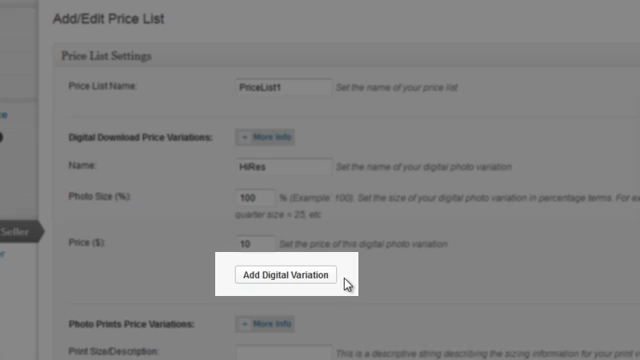 Add/Edit Price List
Price List Settings
Price List Name: PriceList1 Set the name of your price list
Digital Download Price Variations: + More Info
Name: HiRes Set the name of your digital photo variation
Photo Size (%): 100 % (Example: 100). Set the size of your digital photo variation in percentage terms. For ex
quarter size = 25, etc
Seller
Price ($): 10 Set the price of this digital photo variation
Add Digital Variation
Photo Prints Price Variations: + More Info
Print Size/Description: This is a descriptive string describing the sizing information for your print